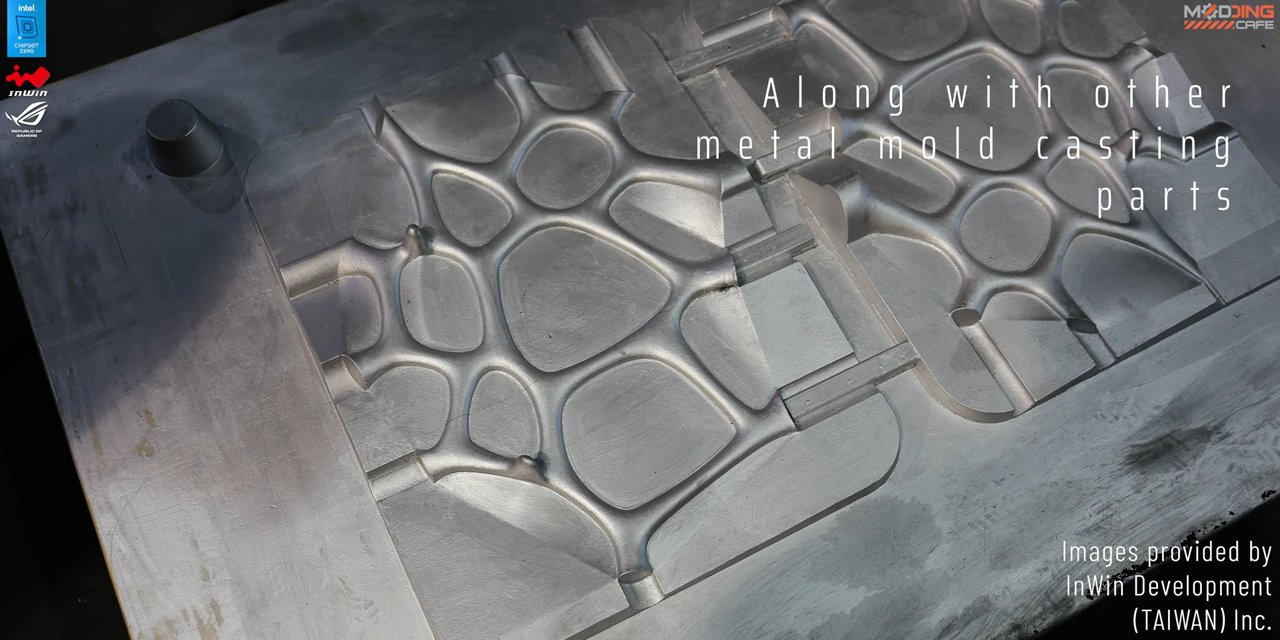 intel.
CHIPSET
Z690
InWin
REPUBLIC OF
GAMERS
MODDING
CAFE
Along with other
metal mold casting
parts
Images provided by
InWin Development
(TAIWAN) Inc.